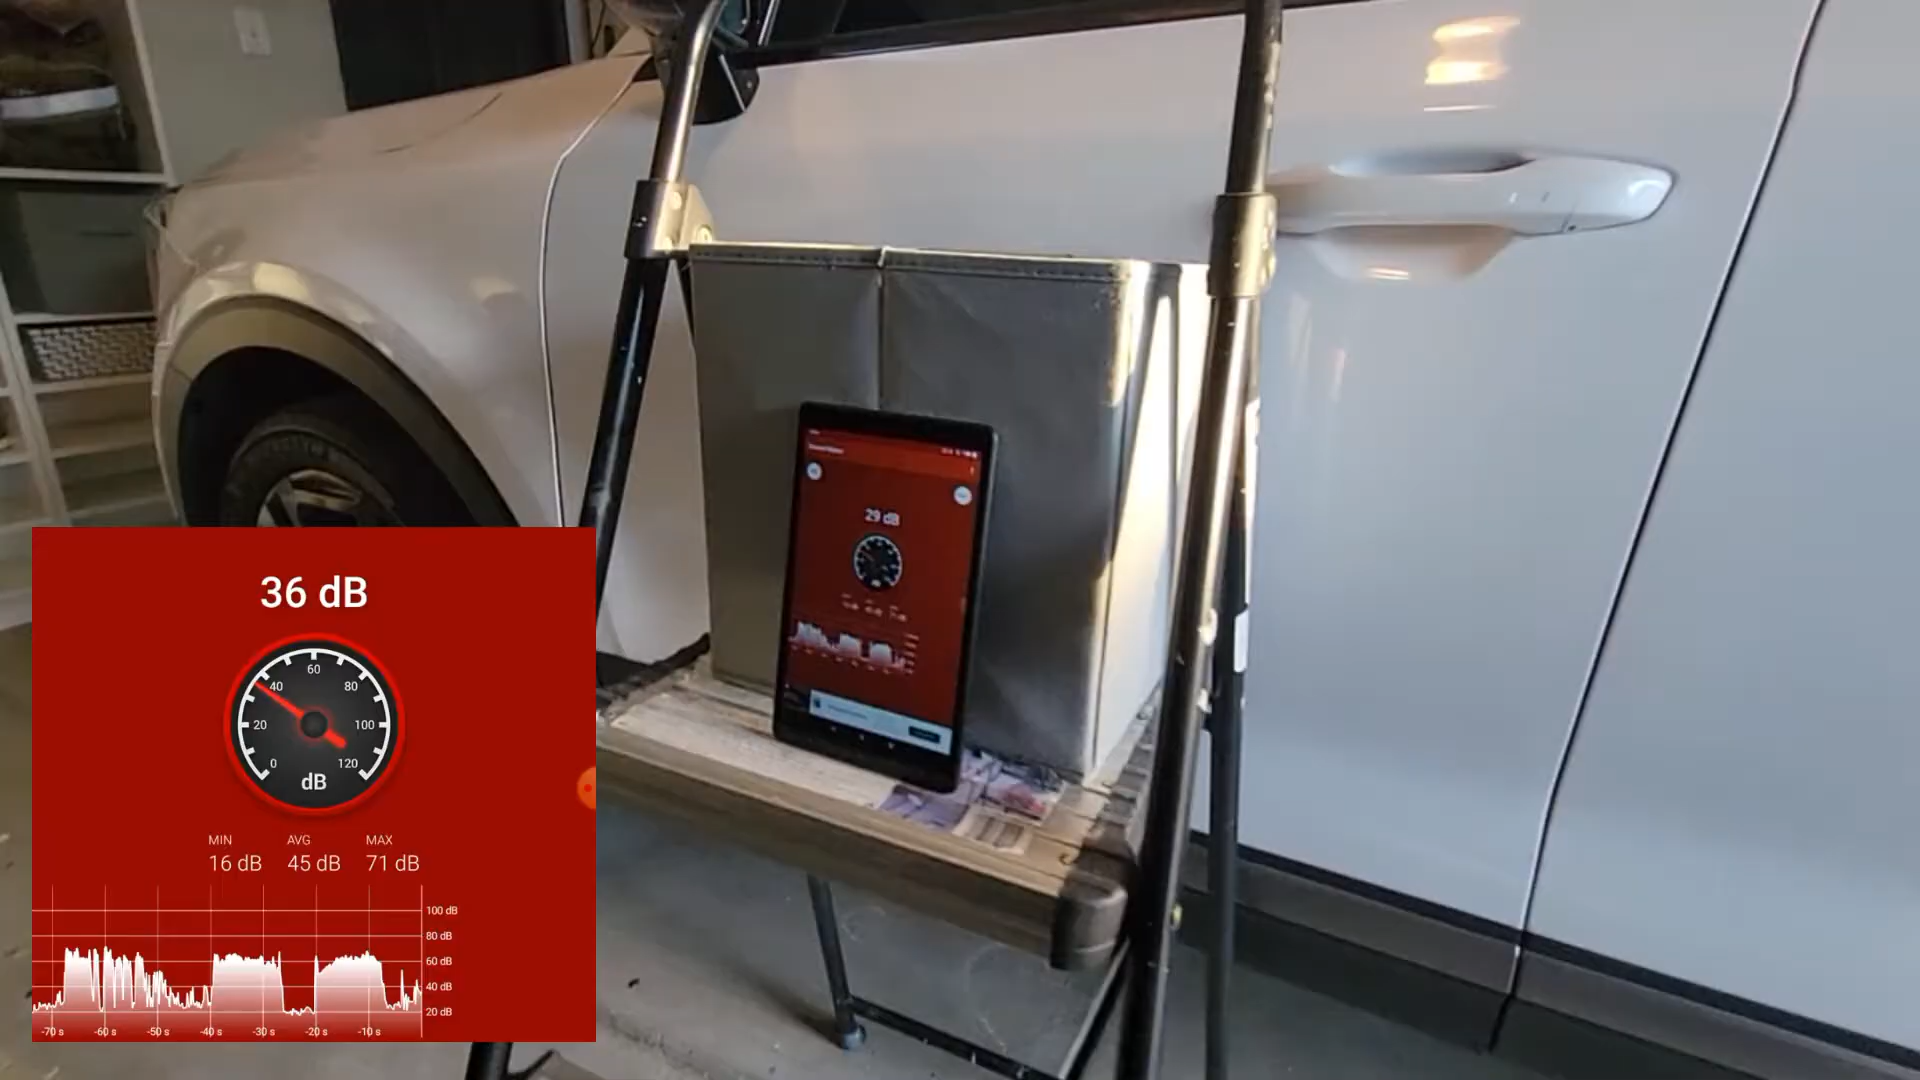 29 dB
36 dB
60
40
80
20
100
0
120
dB
MIN
AVG
MAX
16 dB
45 dB
71 dB
100 dB
80 dB
60 dB
40 dB
20 dB
-70 s
-60 s
-50 s
-40 s
-30 s
-20 s
-10 s